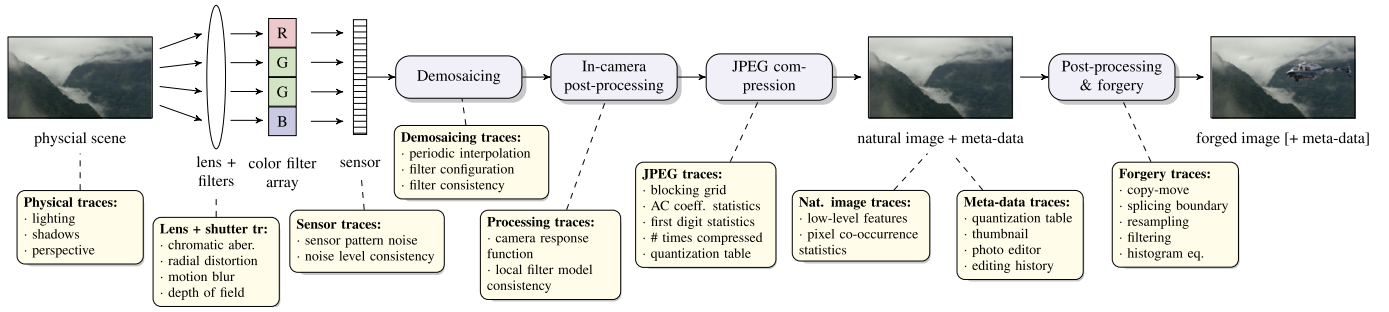 R
G
G
B
Demosaicing
In-camera
post-processing
JPEG com-
pression
Post-processing
& forgery
physcial scene
lens +
filters
color filter
array
sensor
natural image + meta-data
forged image [+ meta-data]
Physical traces:
· lighting
· shadows
· perspective
Lens + shutter tr:
· chromatic aber.
· radial distortion
· motion blur
· depth of field
Sensor traces:
· sensor pattern noise
· noise level consistency
Demosaicing traces:
· periodic interpolation
· filter configuration
· filter consistency
Processing traces:
· camera response
function
· local filter model
consistency
JPEG traces:
· blocking grid
· AC coeff. statistics
· first digit statistics
· # times compressed
· quantization table
Nat. image traces:
· low-level features
· pixel co-occurrence
statistics
Meta-data traces:
· quantization table
· thumbnail
· photo editor
· editing history
Forgery traces:
· copy-move
· splicing boundary
· resampling
· filtering
· histogram eq.